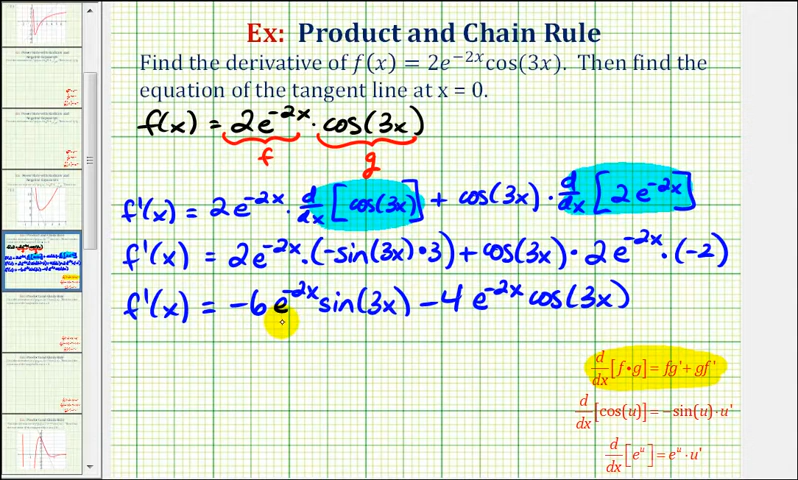 Ex: Product and Chain Rule
Find the derivative of f(x) = 2e^{-2x}cos(3x). Then find the
equation of the tangent line at x = 0.
f(x) = 2e^{-2x} · cos(3x)
f g
f'(x) = 2e^{-2x} · d/dx [cos(3x)] + cos(3x) · d/dx [2e^{-2x}]
f'(x) = 2e^{-2x} · (-sin(3x) · 3) + cos(3x) · 2e^{-2x} · (-2)
f'(x) = -6e^{-2x} sin(3x) - 4e^{-2x} cos(3x)
d/dx [f•g] = fg' + gf'
d/dx [cos(u)] = -sin(u) · u'
d/dx [e^u] = e^u · u'